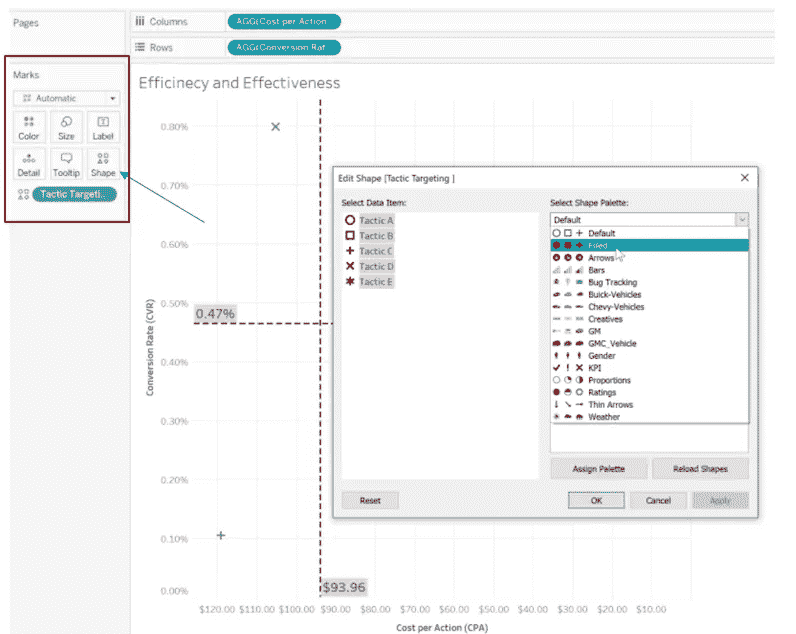 Pages
Columns
AGG(Cost per Action
Rows
AGG(Conversion Rat
Marks
Automatic
Color Size Label
Detail Tooltip Shape
Tactic Targeti...
Efficinecy and Effectiveness
0.80%
0.70%
0.60%
0.50%
0.47%
0.40%
0.30%
0.20%
0.10%
0.00%
Conversion Rate (CVR)
$93.96
$120.00 $110.00 $100.00 $90.00 $80.00 $70.00 $60.00 $50.00 $40.00 $30.00 $20.00 $10.00
Cost per Action (CPA)
Edit Shape [Tactic Targeting ]
Select Data Item:
Tactic A
Tactic B
Tactic C
Tactic D
Tactic E
Select Shape Palette:
Default
Default
Filled
Arrows
Bars
Bug Tracking
Buick-Vehicles
Chevy-Vehicles
Creatives
GM
GMC_Vehicle
Gender
KPI
Proportions
Ratings
Thin Arrows
Weather
Assign Palette
Reload Shapes
Reset
OK
Cancel
Apply